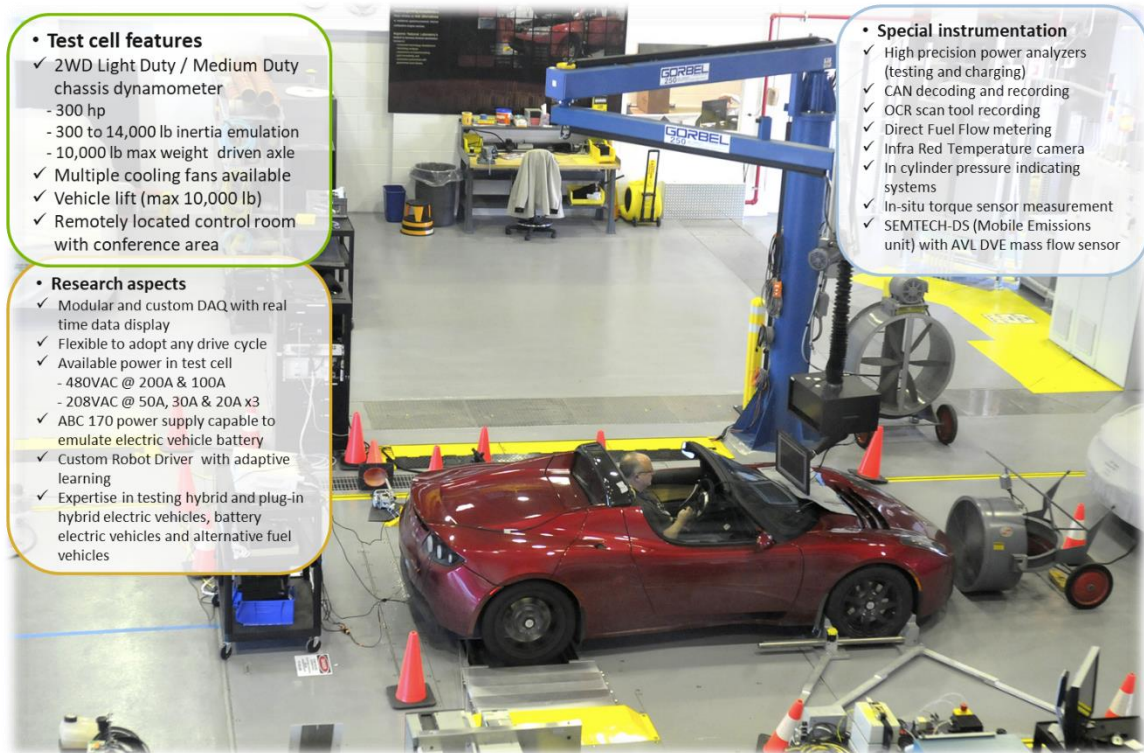 • Test cell features
✓ 2WD Light Duty / Medium Duty
chassis dynamometer
- 300 hp
- 300 to 14,000 lb inertia emulation
- 10,000 lb max weight driven axle
✓ Multiple cooling fans available
✓ Vehicle lift (max 10,000 lb)
✓ Remotely located control room
with conference area
• Research aspects
✓ Modular and custom DAQ with real
time data display
✓ Flexible to adopt any drive cycle
✓ Available power in test cell
- 480VAC @ 200A & 100A
- 208VAC @ 50A, 30A & 20A x3
✓ ABC 170 power supply capable to
emulate electric vehicle battery
✓ Custom Robot Driver with adaptive
learning
✓ Expertise in testing hybrid and plug-in
hybrid electric vehicles, battery
electric vehicles and alternative fuel
vehicles
• Special instrumentation
✓ High precision power analyzers
(testing and charging)
✓ CAN decoding and recording
✓ OCR scan tool recording
✓ Direct Fuel Flow metering
✓ Infra Red Temperature camera
✓ In cylinder pressure indicating
systems
✓ In-situ torque sensor measurement
✓ SEMTECH-DS (Mobile Emissions
unit) with AVL DVE mass flow sensor
GORBEL
250
GORBEL
250